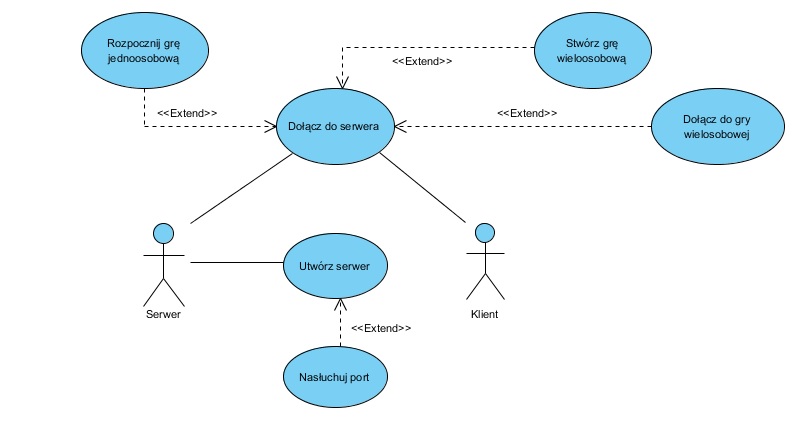 Rozpocznij grę
jednoosobową
Stwórz grę
wieloosobową
<<Extend>>
<<Extend>>
<<Extend>>
Dołącz do serwera
Dołącz do gry
wielosobowej
Utwórz serwer
Serwer
Klient
<<Extend>>
Nasłuchuj port